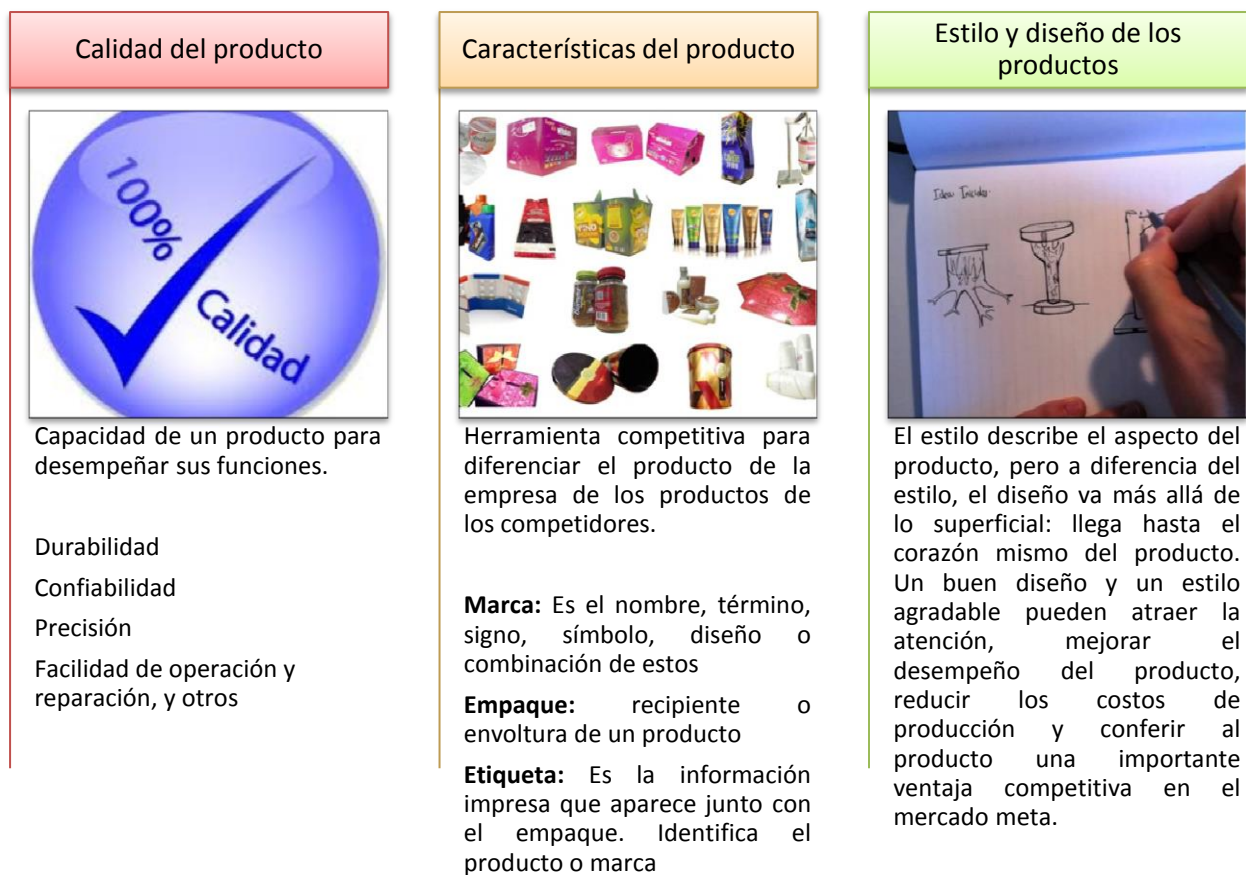 Calidad del producto
100%
Calidad
Capacidad de un producto para
desempeñar sus funciones.
Durabilidad
Confiabilidad
Precisión
Facilidad de operación y
reparación, y otros
Características del producto
Herramienta competitiva para
diferenciar el producto de la
empresa de los productos de
los competidores.
Marca: Es el nombre, término,
signo, símbolo, diseño o
combinación de estos
Empaque: recipiente o
envoltura de un producto
Etiqueta: Es la información
impresa que aparece junto con
el empaque. Identifica el
producto o marca
Estilo y diseño de los
productos
El estilo describe el aspecto del
producto, pero a diferencia del
estilo, el diseño va más allá de
lo superficial: llega hasta el
corazón mismo del producto.
Un buen diseño y un estilo
agradable pueden atraer la
atención, mejorar el
desempeño del producto,
reducir los costos de
producción y conferir al
producto una importante
ventaja competitiva en el
mercado meta.